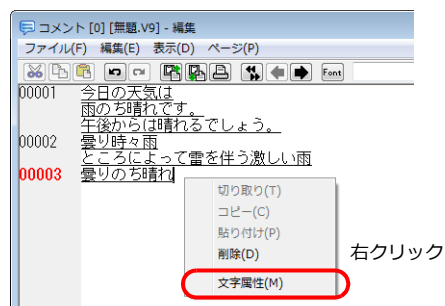 コメント [0] [無題.V9] - 編集
ファイル(F) 編集(E) 表示(D) ページ(P)
Font
00001 今日の天気は
雨のち晴れです。
午後からは晴れるでしょう。
00002 曇り時々雨
ところによって雷を伴う激しい雨
00003 曇りのち晴れ
切り取り(T)
コピー(C)
貼り付け(P)
削除(D)
右クリック
文字属性(M)